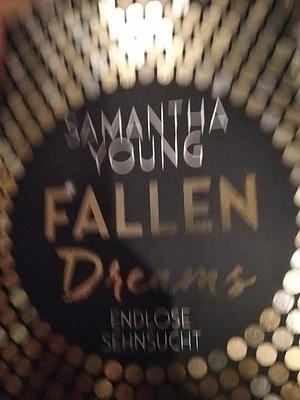 SAMANTHA
YOUNG
FALLEN
Dreams
ENDLOSE
SEHNSUCHT